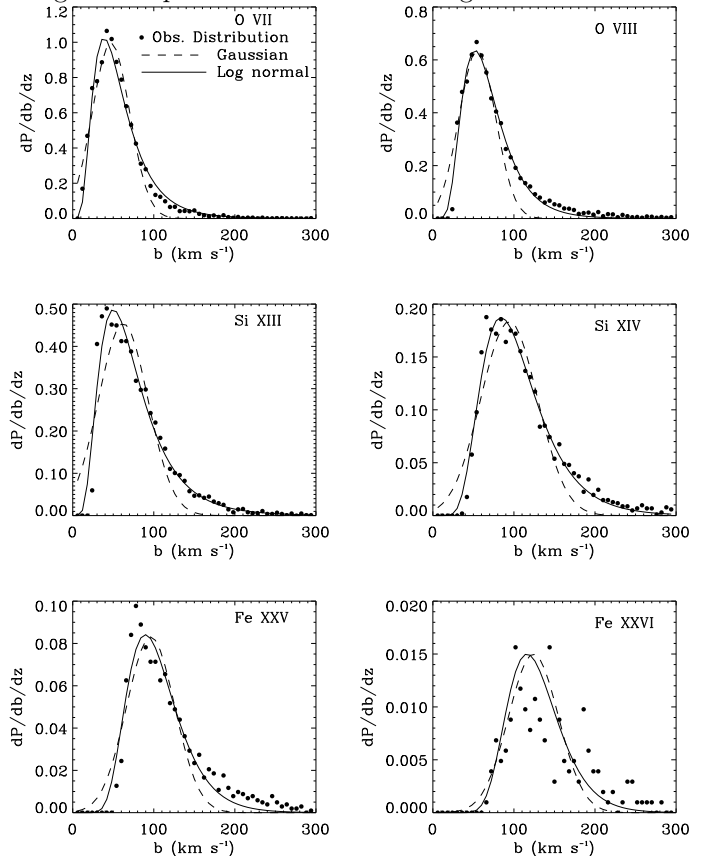 O VII
Obs. Distribution
Gaussian
Log normal
1.2
1.0
0.8
0.6
0.4
0.2
0.0
dP/db/dz
0 100 200 300
b (km s⁻¹)
O VIII
0.8
0.6
0.4
0.2
0.0
dP/db/dz
0 100 200 300
b (km s⁻¹)
Si XIII
0.50
0.40
0.30
0.20
0.10
0.00
dP/db/dz
0 100 200 300
b (km s⁻¹)
Si XIV
0.20
0.15
0.10
0.05
0.00
dP/db/dz
0 100 200 300
b (km s⁻¹)
Fe XXV
0.10
0.08
0.06
0.04
0.02
0.00
dP/db/dz
0 100 200 300
b (km s⁻¹)
Fe XXVI
0.020
0.015
0.010
0.005
0.000
dP/db/dz
0 100 200 300
b (km s⁻¹)